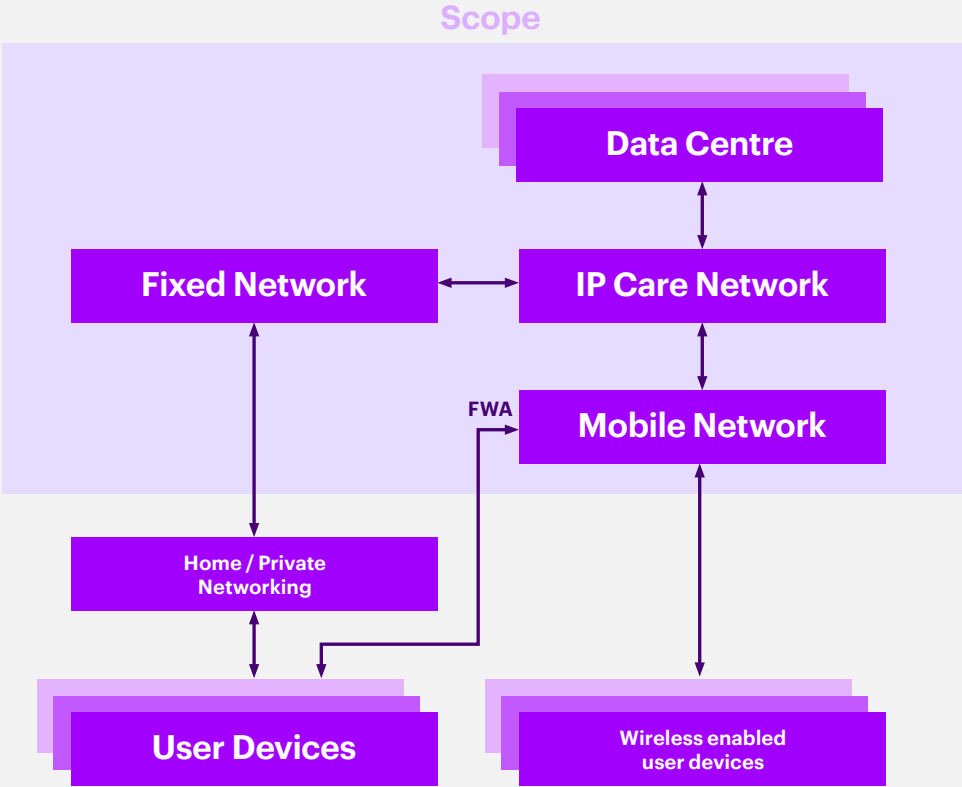 Scope
Data Centre
Fixed Network
IP Care Network
FWA
Mobile Network
Home / Private
Networking
User Devices
Wireless enabled
user devices